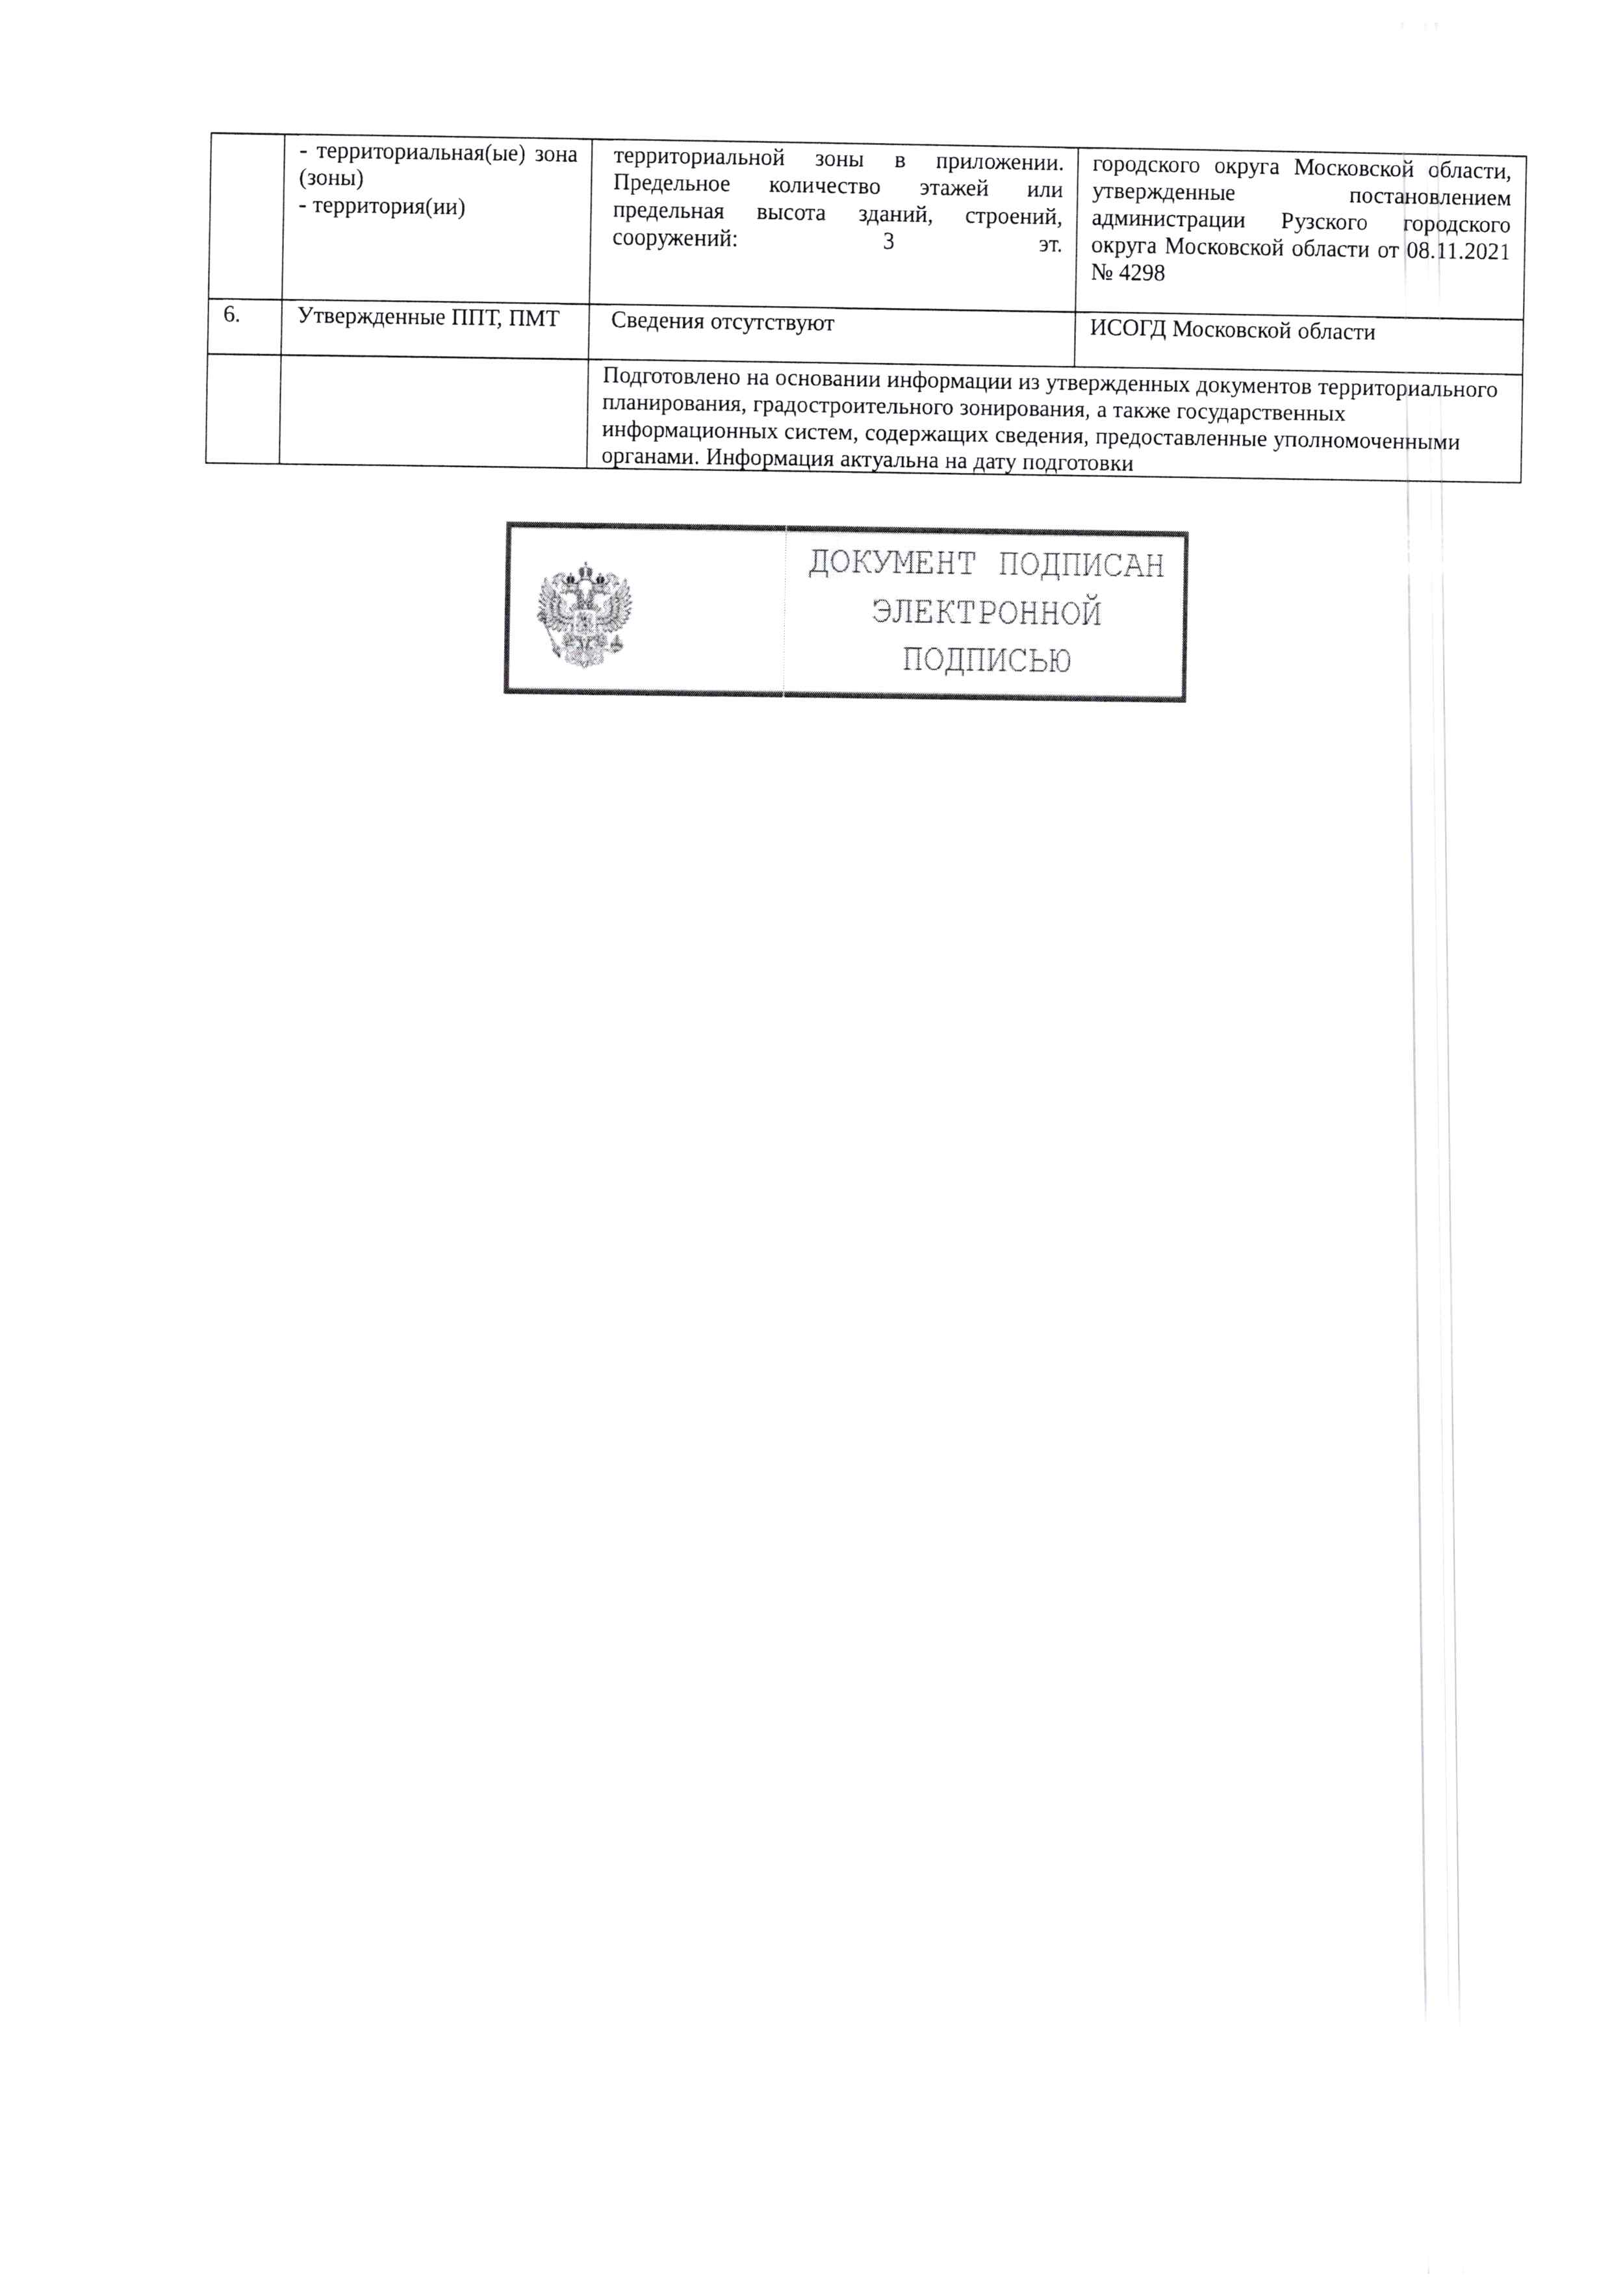 - территориальная(ые) зона
(зоны)
- территория(ии)
территориальной зоны в приложении.
Предельное количество этажей или
предельная высота зданий, строений,
сооружений: 3 эт.
городского округа Московской области,
утвержденные постановлением
администрации Рузского городского
округа Московской области от 08.11.2021
№ 4298
6.
Утвержденные ППТ, ПМТ
Сведения отсутствуют
ИСОГД Московской области
Подготовлено на основании информации из утвержденных документов территориального
планирования, градостроительного зонирования, а также государственных
информационных систем, содержащих сведения, предоставленные уполномоченными
органами. Информация актуальна на дату подготовки
ДОКУМЕНТ ПОДПИСАН
ЭЛЕКТРОННОЙ
ПОДПИСЬЮ